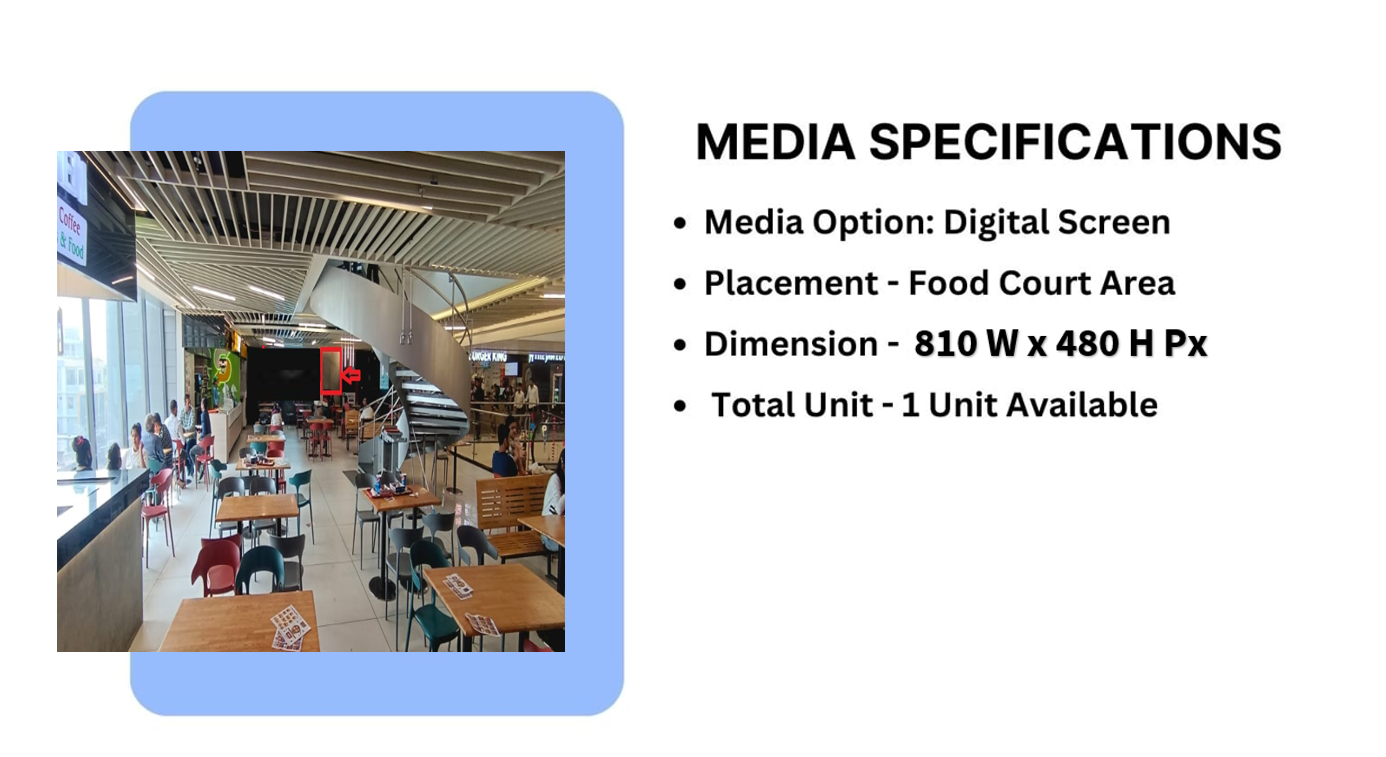 MEDIA SPECIFICATIONS
• Media Option: Digital Screen
• Placement - Food Court Area
• Dimension - 810 W x 480 H Px
• Total Unit - 1 Unit Available
Coffee
& Food
URGER KING